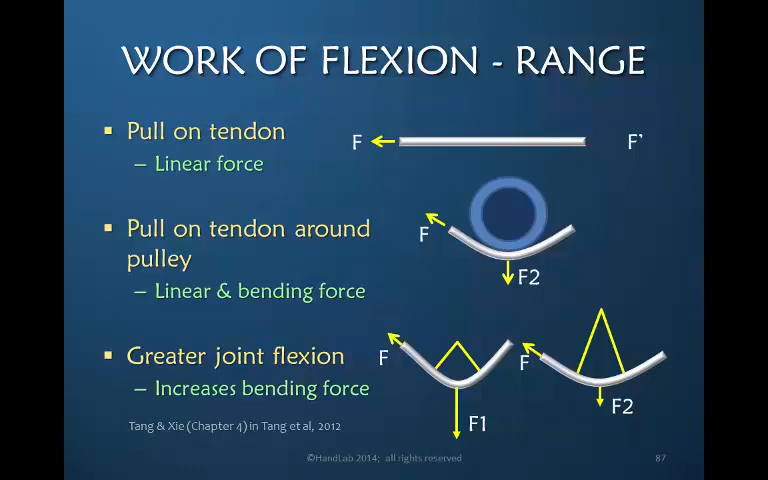 WORK OF FLEXION - RANGE
▪ Pull on tendon
– Linear force
F
F'
▪ Pull on tendon around
pulley
– Linear & bending force
F
F2
▪ Greater joint flexion
– Increases bending force
F
F1
F
F2
Tang & Xie (Chapter 4) in Tang et al, 2012
©HandLab 2014; all rights reserved
87